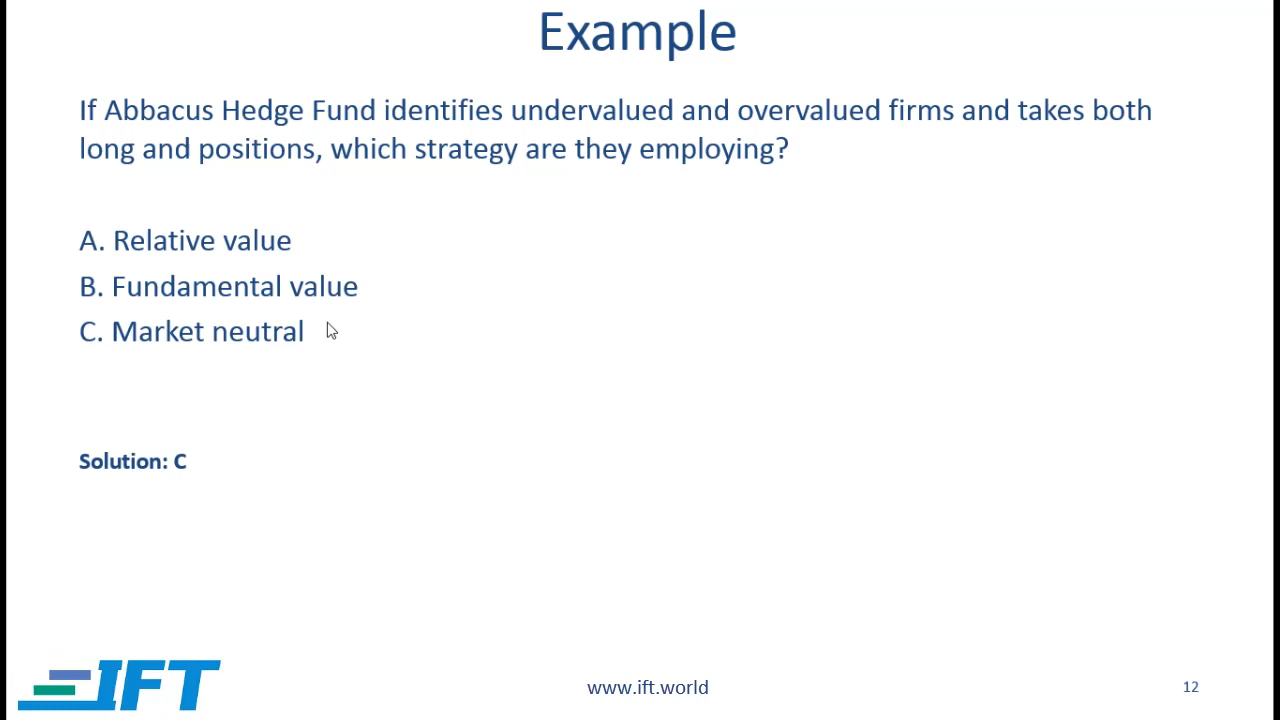 Example
If Abbacus Hedge Fund identifies undervalued and overvalued firms and takes both
long and positions, which strategy are they employing?
A. Relative value
B. Fundamental value
C. Market neutral
Solution: C
IFT
www.ift.world
12